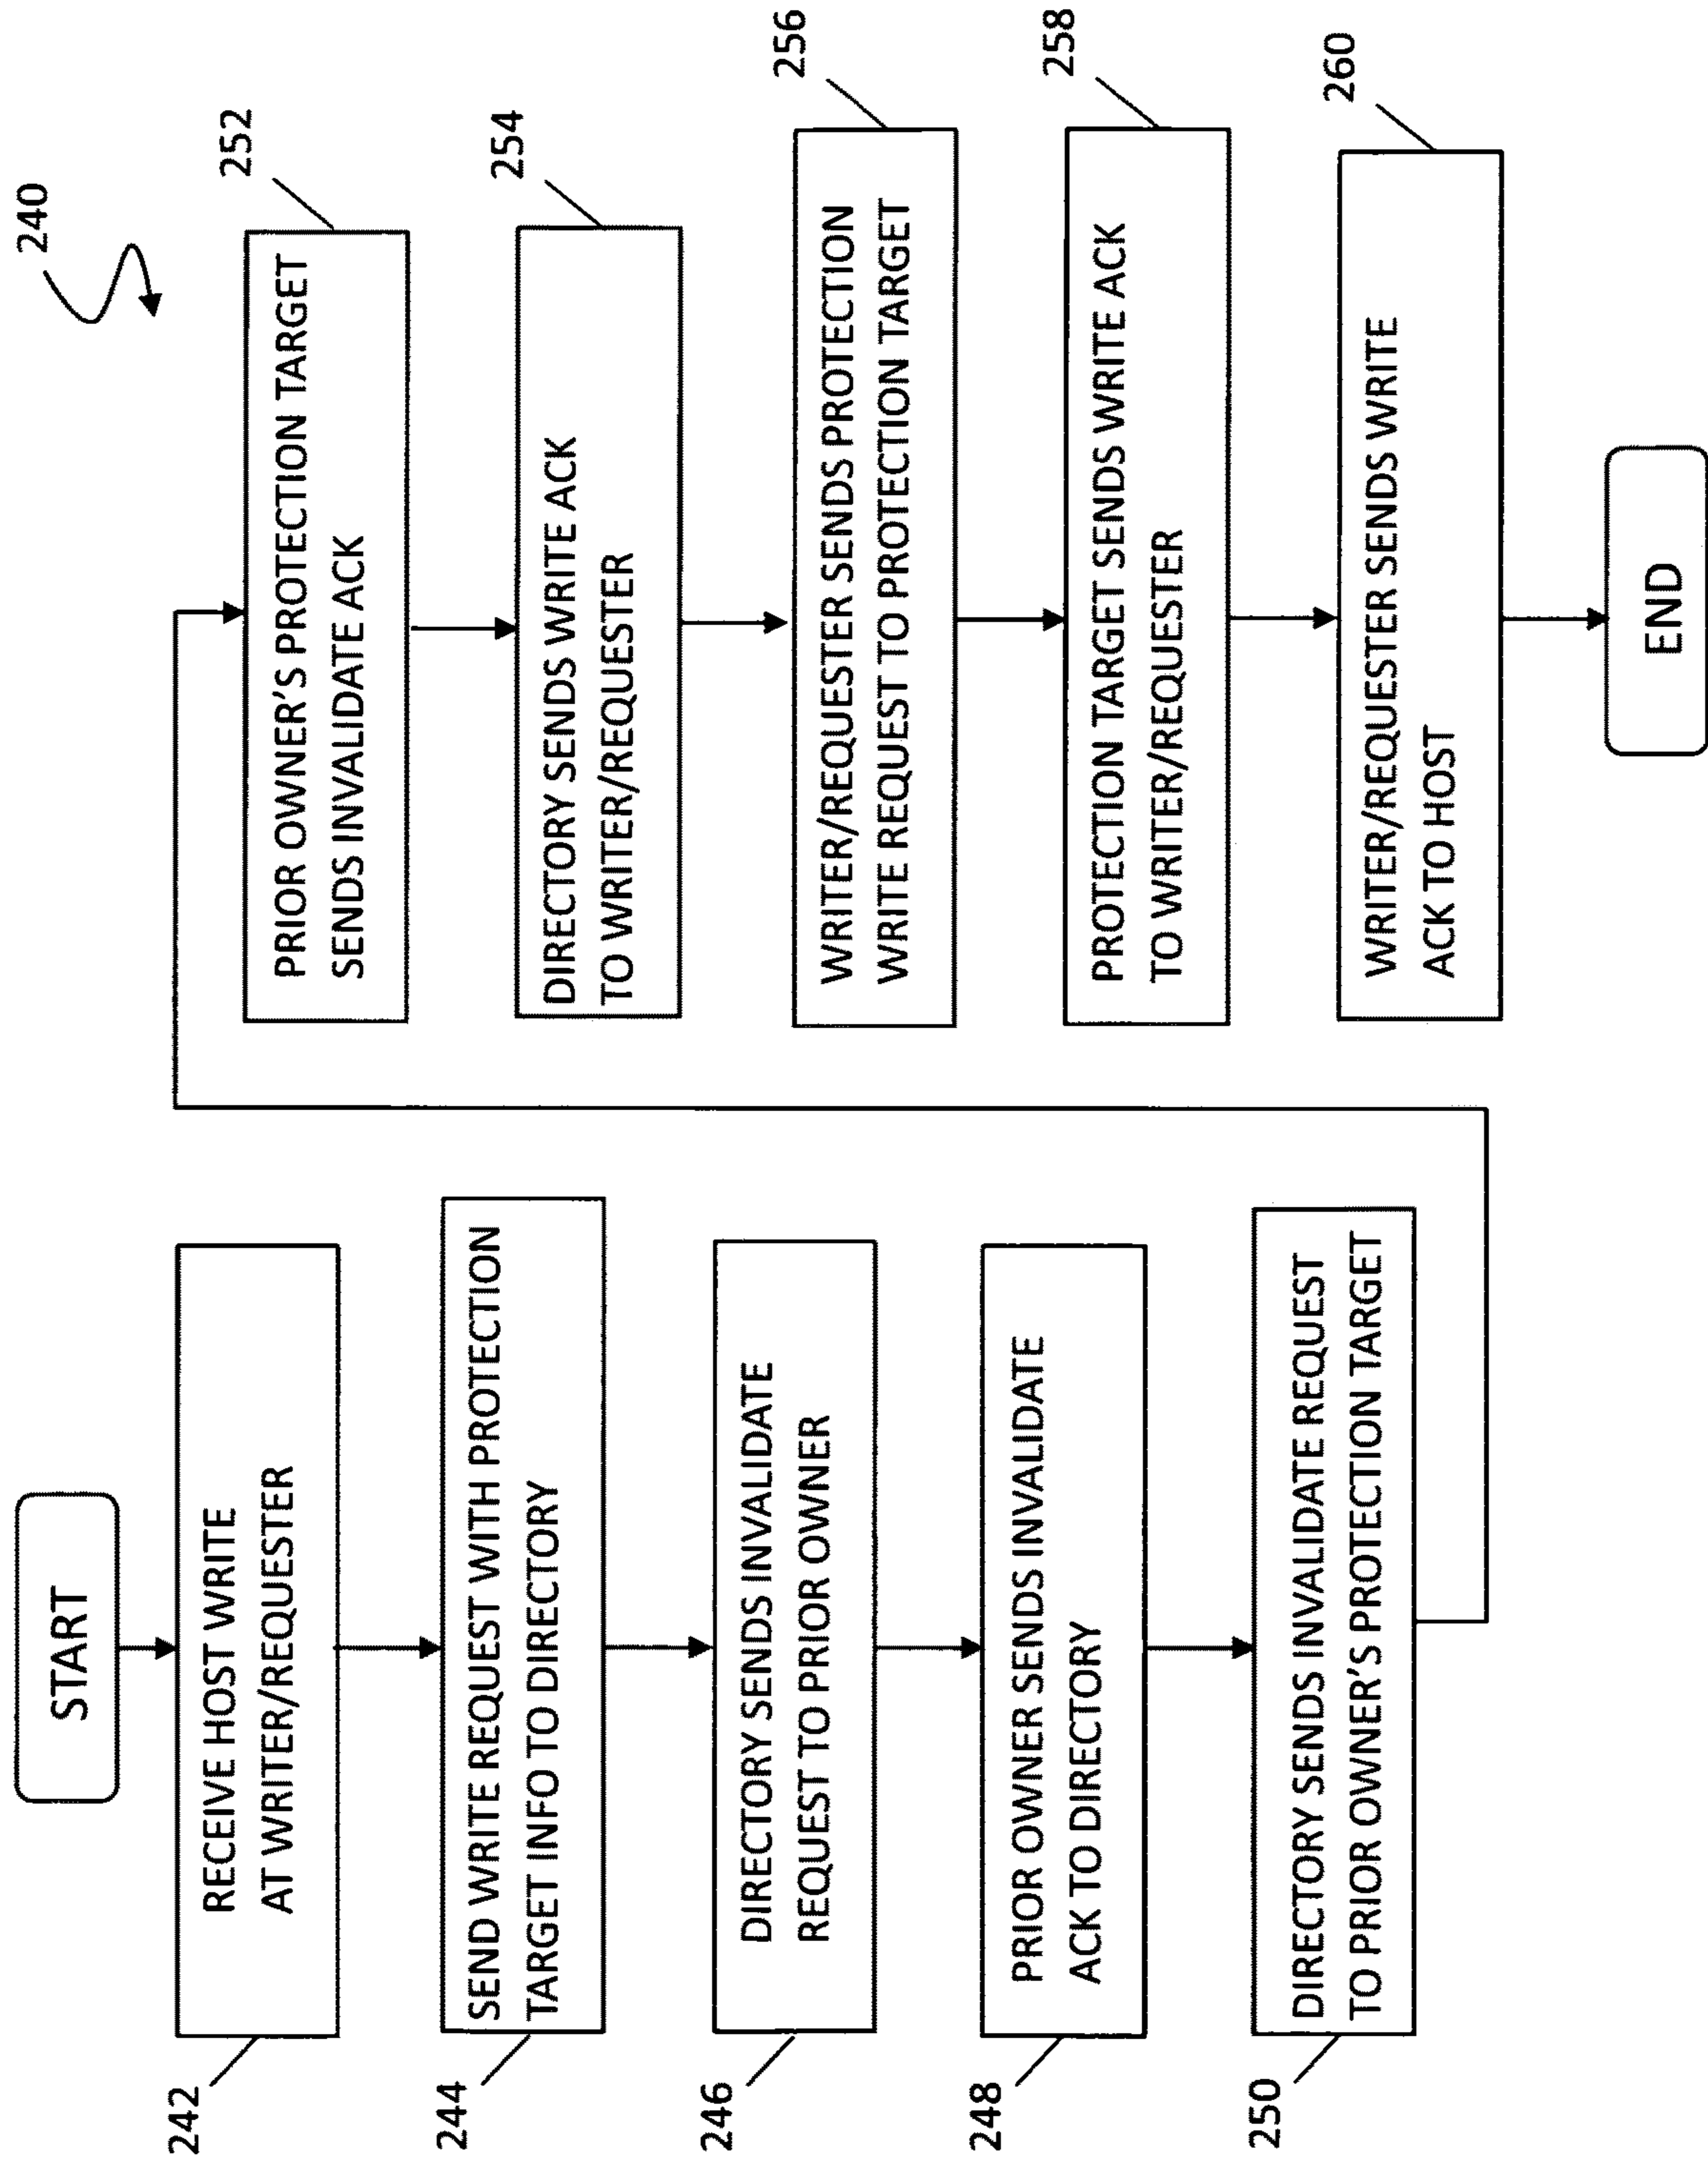 240
START
242
RECEIVE HOST WRITE
AT WRITER/REQUESTER
244
SEND WRITE REQUEST WITH PROTECTION
TARGET INFO TO DIRECTORY
246
DIRECTORY SENDS INVALIDATE
REQUEST TO PRIOR OWNER
248
PRIOR OWNER SENDS INVALIDATE
ACK TO DIRECTORY
250
DIRECTORY SENDS INVALIDATE REQUEST
TO PRIOR OWNER'S PROTECTION TARGET
252
PRIOR OWNER'S PROTECTION TARGET
SENDS INVALIDATE ACK
254
DIRECTORY SENDS WRITE ACK
TO WRITER/REQUESTER
256
WRITER/REQUESTER SENDS PROTECTION
WRITE REQUEST TO PROTECTION TARGET
258
PROTECTION TARGET SENDS WRITE ACK
TO WRITER/REQUESTER
260
WRITER/REQUESTER SENDS WRITE
ACK TO HOST
END